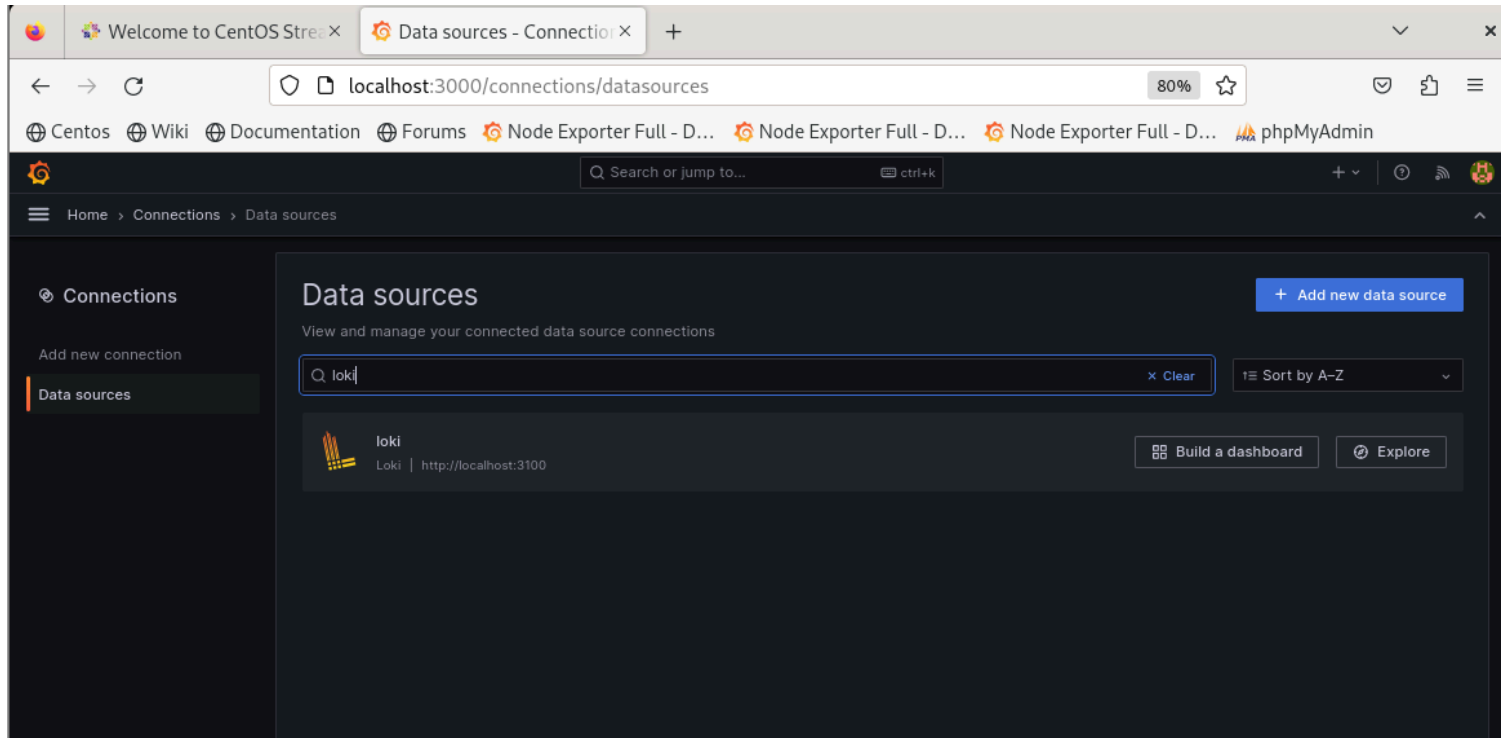 Welcome to CentOS Strea
Data sources - Connection
localhost:3000/connections/datasources
80%
Centos Wiki Documentation Forums Node Exporter Full - D... Node Exporter Full - D... Node Exporter Full - D... phpMyAdmin
Search or jump to... ctrl+k
Home › Connections › Data sources
Connections
Add new connection
Data sources
Data sources
+ Add new data source
View and manage your connected data source connections
loki
× Clear
Sort by A–Z
loki
Loki | http://localhost:3100
Build a dashboard
Explore